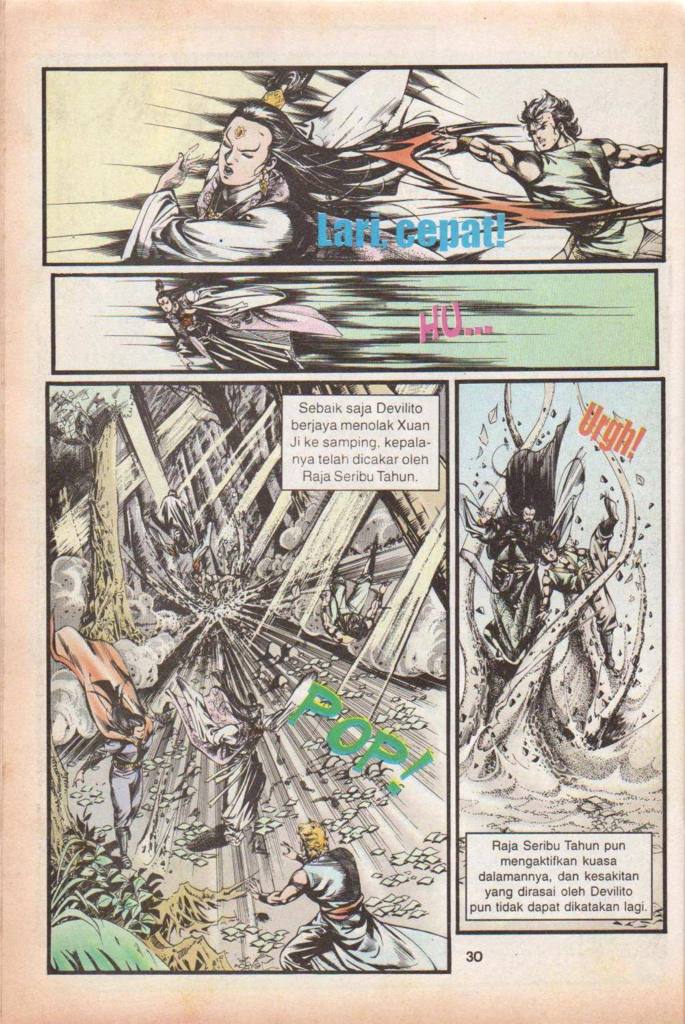 Lari, cepat!
HU...
Sebaik saja Devilito
berjaya menolak Xuan
Ji ke samping, kepala-
nya telah dicakar oleh
Raja Seribu Tahun.
POP!
Urgh!
Raja Seribu Tahun pun
mengaktifkan kuasa
dalamannya, dan kesakitan
yang dirasai oleh Devilito
pun tidak dapat dikatakan lagi.
30